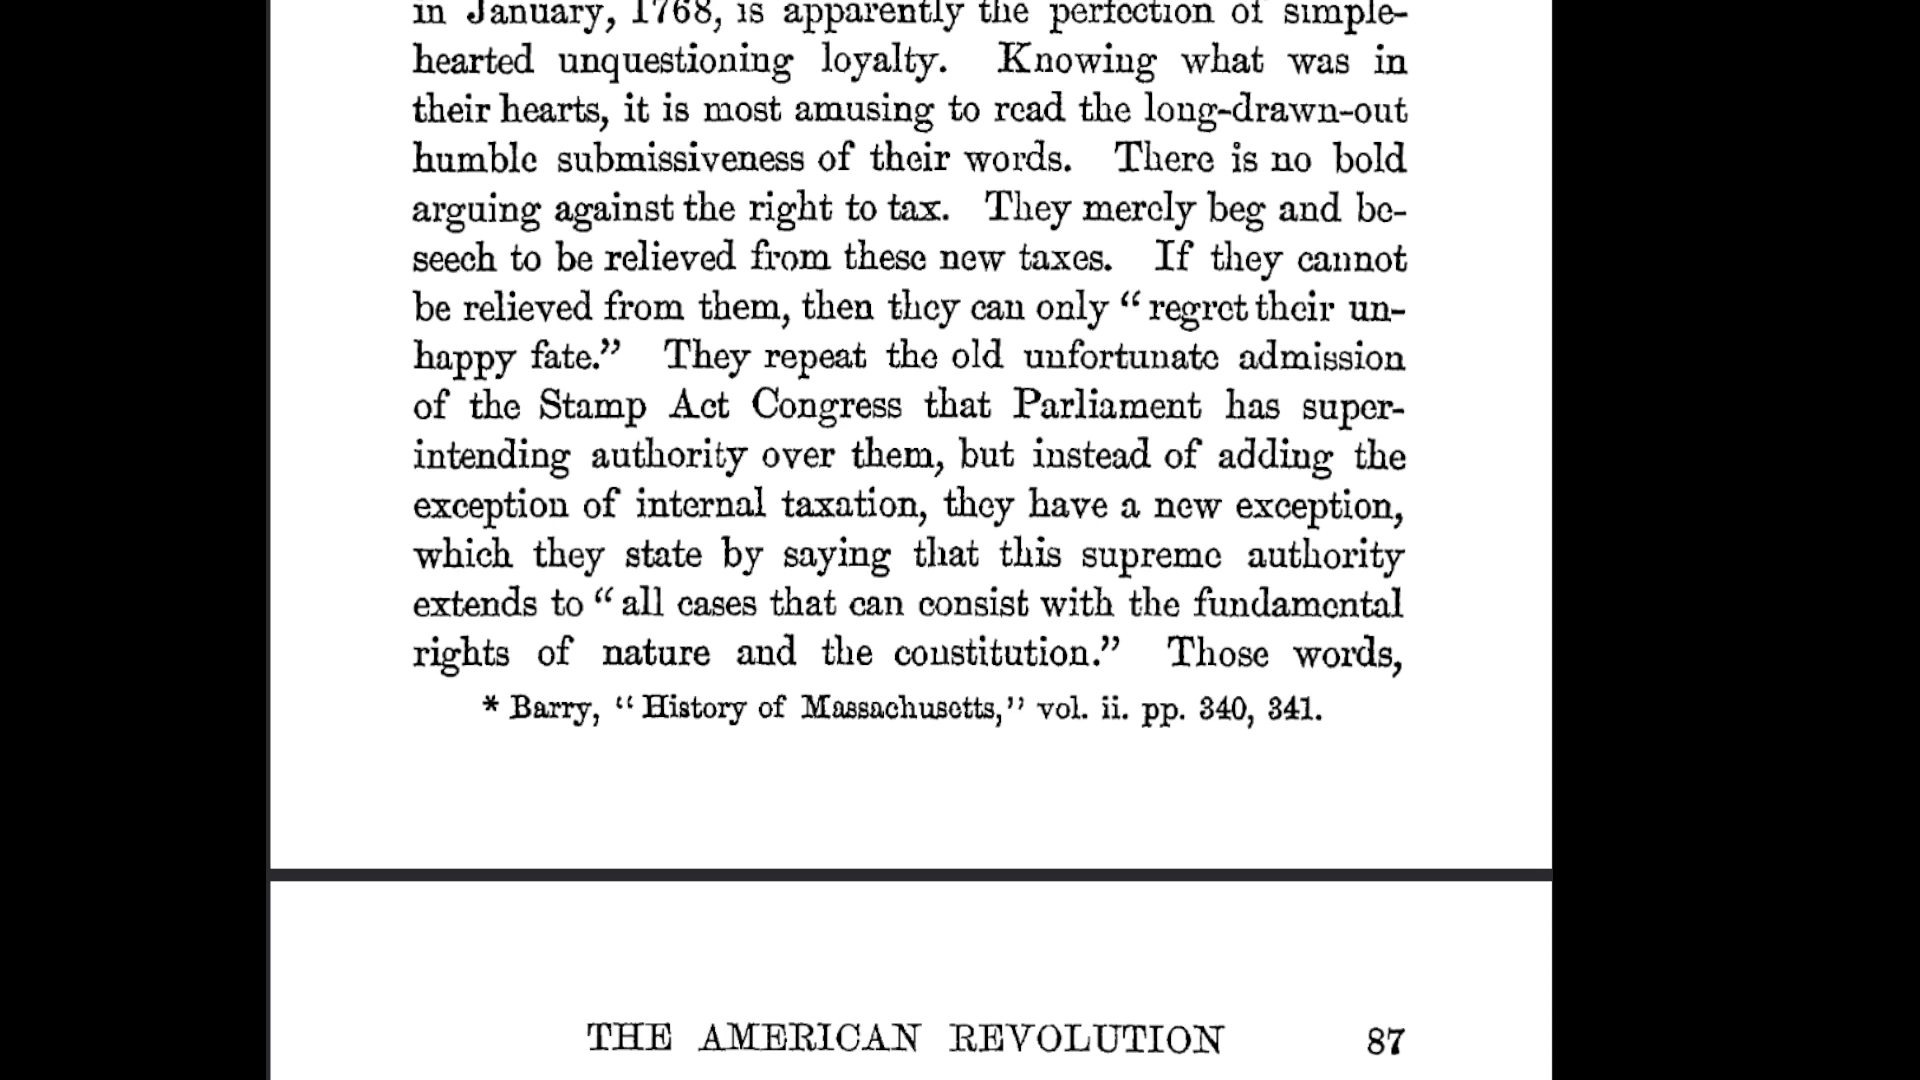 in January, 1768, is apparently the perfection of simple-
hearted unquestioning loyalty. Knowing what was in
their hearts, it is most amusing to read the long-drawn-out
humble submissiveness of their words. There is no bold
arguing against the right to tax. They merely beg and be-
seech to be relieved from these new taxes. If they cannot
be relieved from them, then they can only “ regret their un-
happy fate.” They repeat the old unfortunate admission
of the Stamp Act Congress that Parliament has super-
intending authority over them, but instead of adding the
exception of internal taxation, they have a new exception,
which they state by saying that this supreme authority
extends to “ all cases that can consist with the fundamental
rights of nature and the constitution.” Those words,
* Barry, “ History of Massachusetts,” vol. ii. pp. 340, 341.
THE AMERICAN REVOLUTION 87